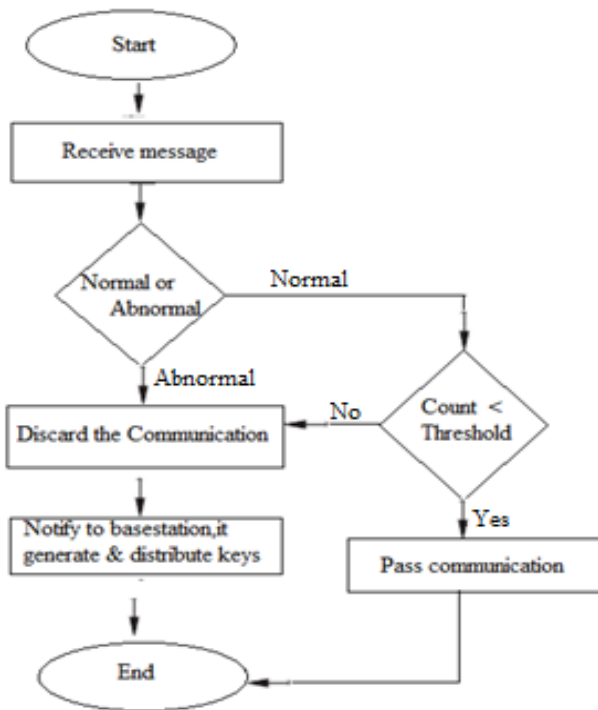 Start
Receive message
Normal or
Abnormal
Normal
Abnormal
Discard the Communication
No
Count <
Threshold
Notify to basestation,it
generate & distribute keys
Yes
Pass communication
End